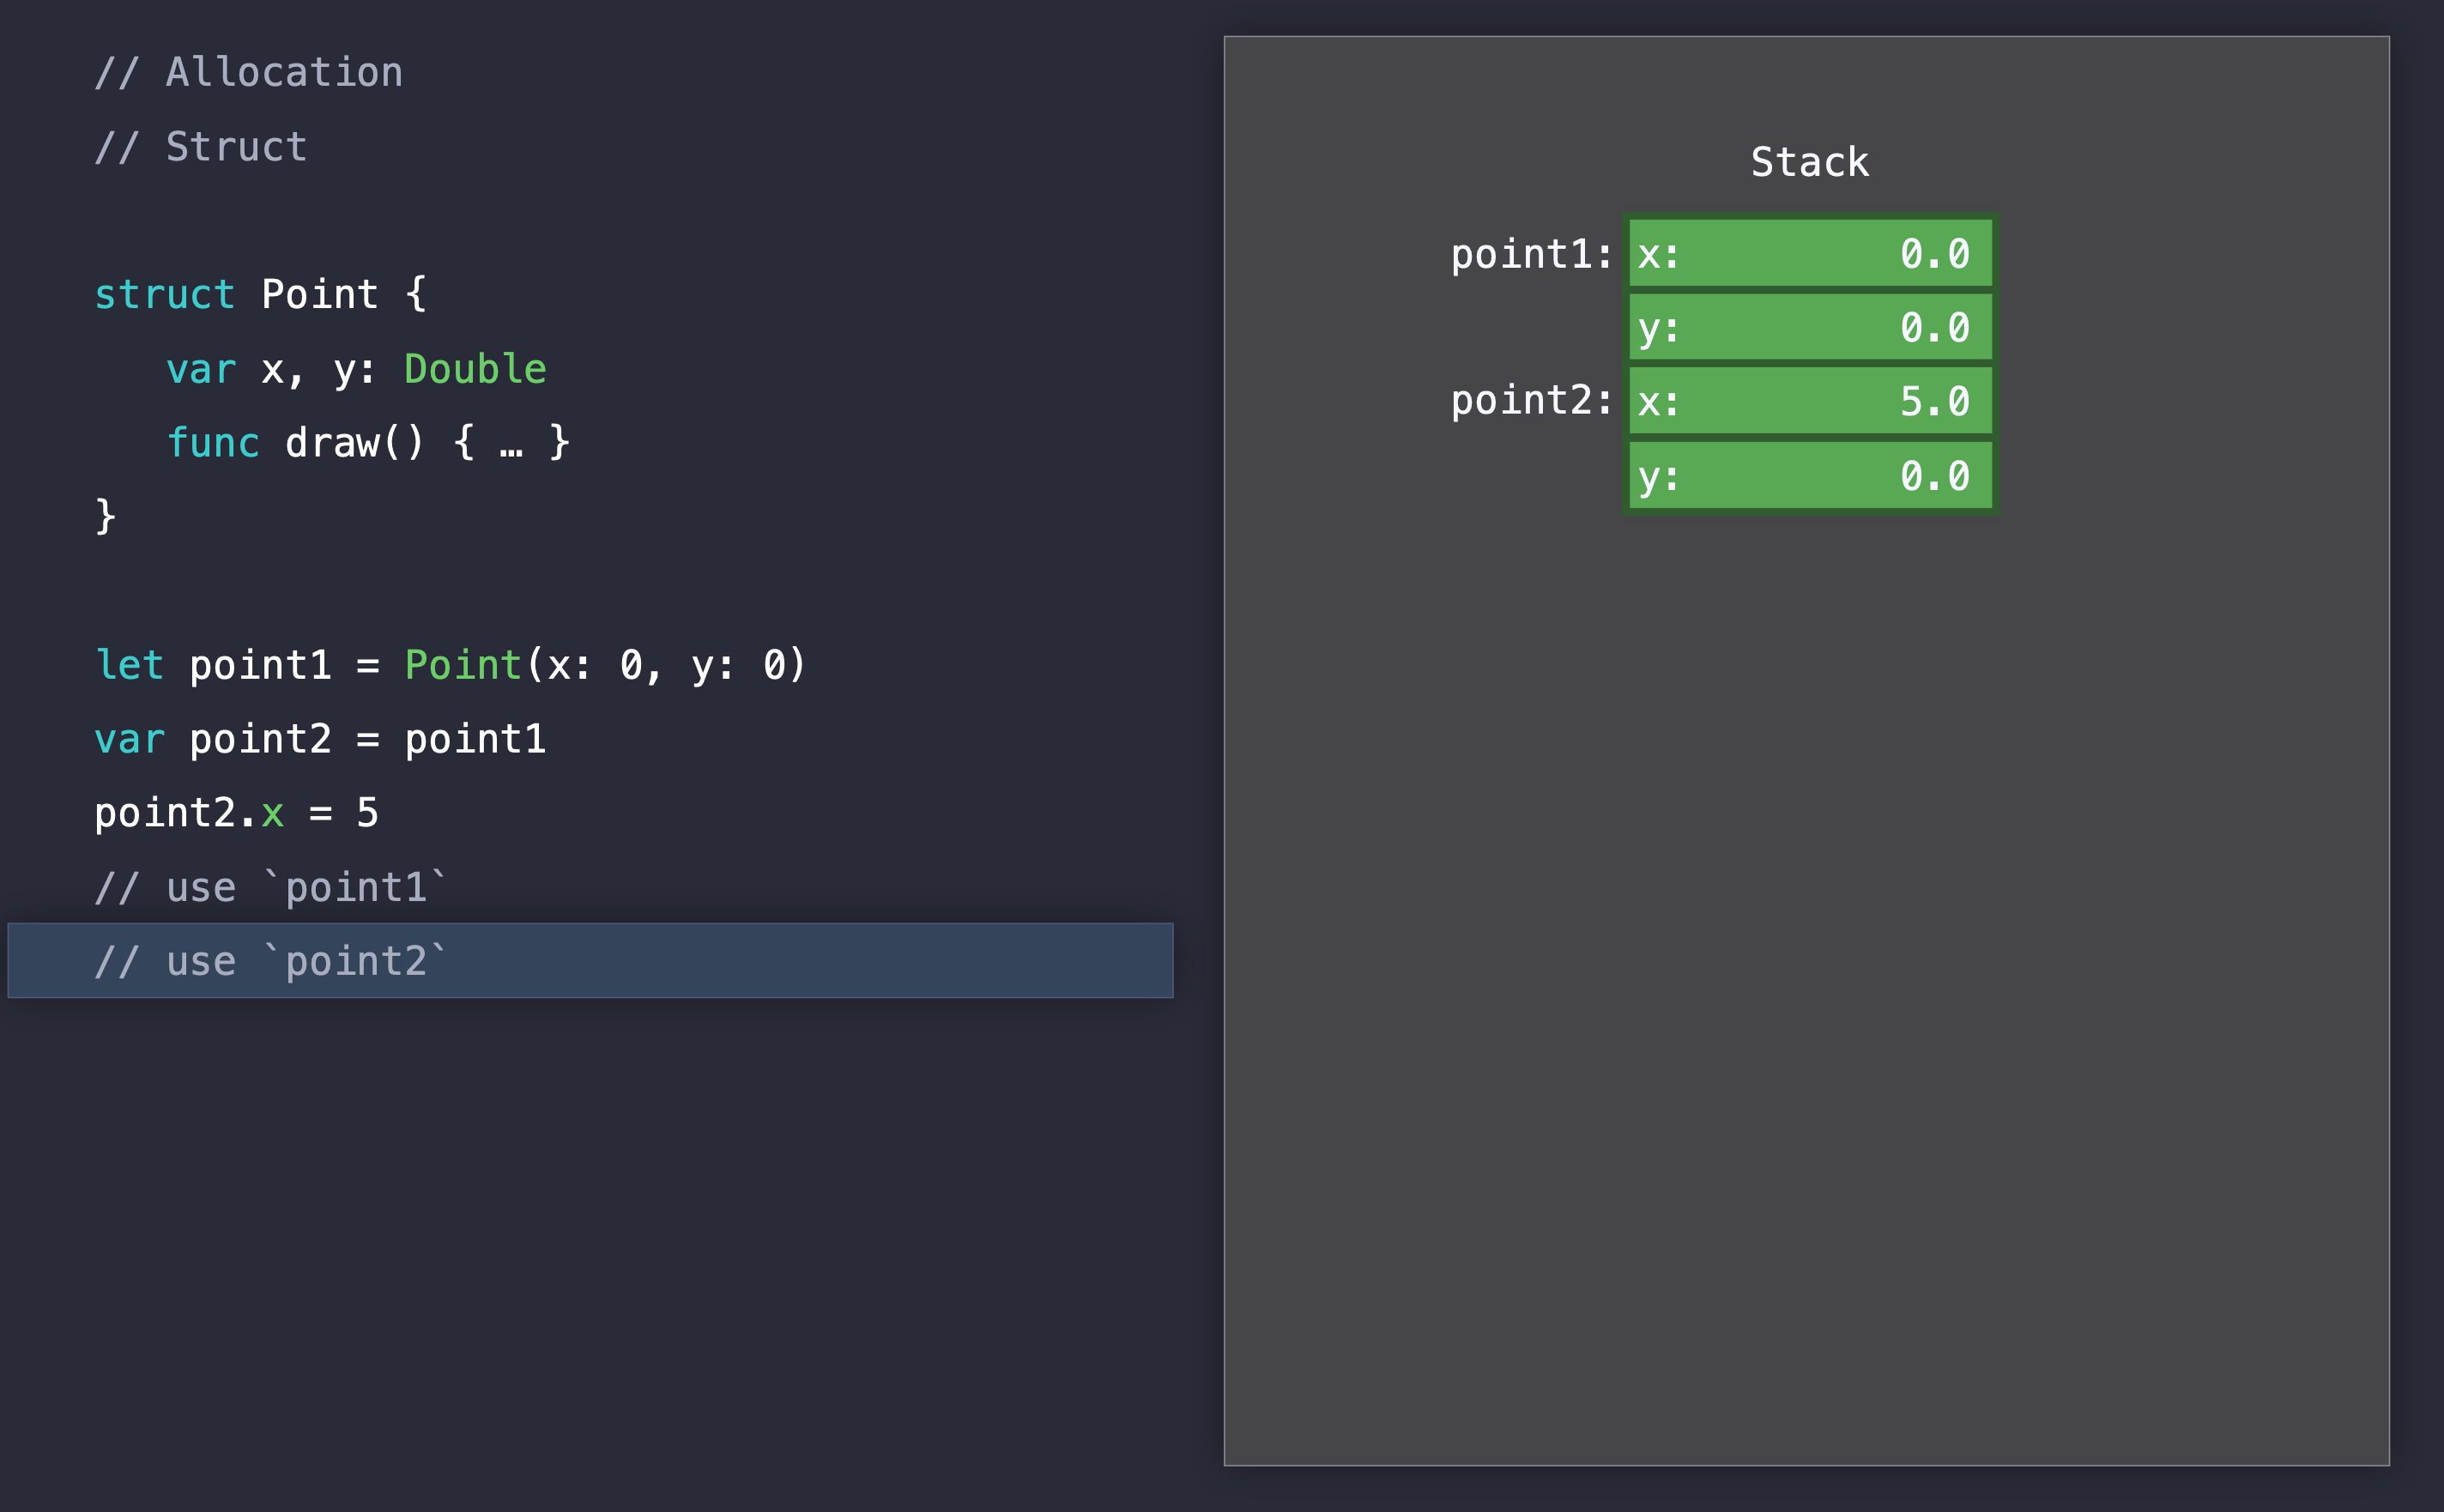 // Allocation
// Struct
struct Point {
var x, y: Double
func draw() { … }
}
let point1 = Point(x: 0, y: 0)
var point2 = point1
point2.x = 5
// use `point1`
// use `point2`
Stack
point1: x: 0.0
y: 0.0
point2: x: 5.0
y: 0.0